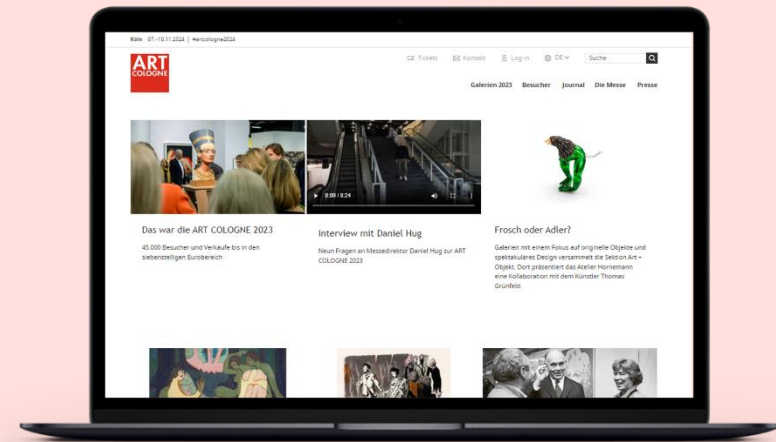 Köln 07.-10.11.2024 | #artcologne2024
ART
COLOGNE
Tickets Kontakt Log-in DE Suche
Galerien 2023 Besucher Journal Die Messe Presse
0:00 / 8:24
Das war die ART COLOGNE 2023
45.000 Besucher und Verkäufe bis in den
siebenstelligen Eurobereich
Interview mit Daniel Hug
Neun Fragen an Messedirektor Daniel Hug zur ART
COLOGNE 2023
Frosch oder Adler?
Galerien mit einem Fokus auf originelle Objekte und
spektakuläres Design versammelt die Sektion Art +
Objekt. Dort präsentiert das Atelier Hornemann
eine Kollaboration mit dem Künstler Thomas
Grünfeld.